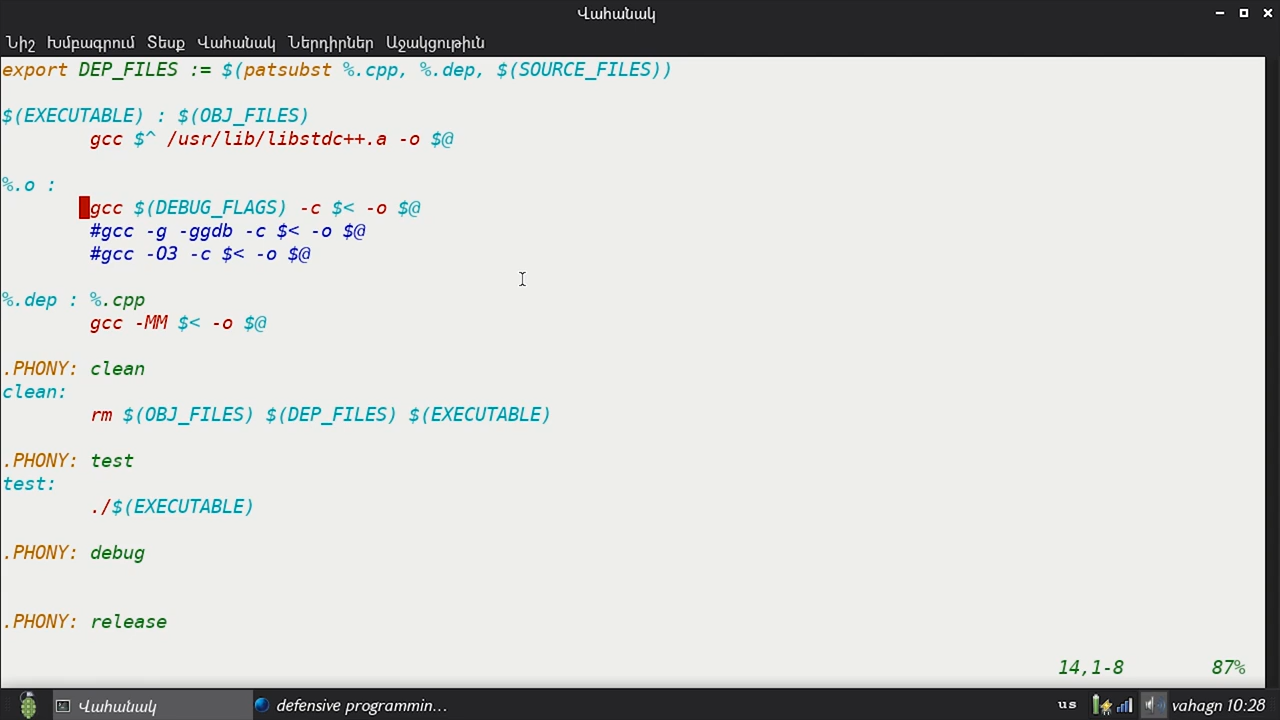 Վահանակ
Նիշ Խմբագրում Տեսք Վահանակ Ներդիրներ Աջակցութիւն
export DEP_FILES := $(patsubst %.cpp, %.dep, $(SOURCE_FILES))
$(EXECUTABLE) : $(OBJ_FILES)
gcc $^ /usr/lib/libstdc++.a -o $@
%.o :
gcc $(DEBUG_FLAGS) -c $< -o $@
#gcc -g -ggdb -c $< -o $@
#gcc -O3 -c $< -o $@
%.dep : %.cpp
gcc -MM $< -o $@
.PHONY: clean
clean:
rm $(OBJ_FILES) $(DEP_FILES) $(EXECUTABLE)
.PHONY: test
test:
./$(EXECUTABLE)
.PHONY: debug
.PHONY: release
14,1-8 87%
Վահանակ defensive programmin... us vahagn 10:28